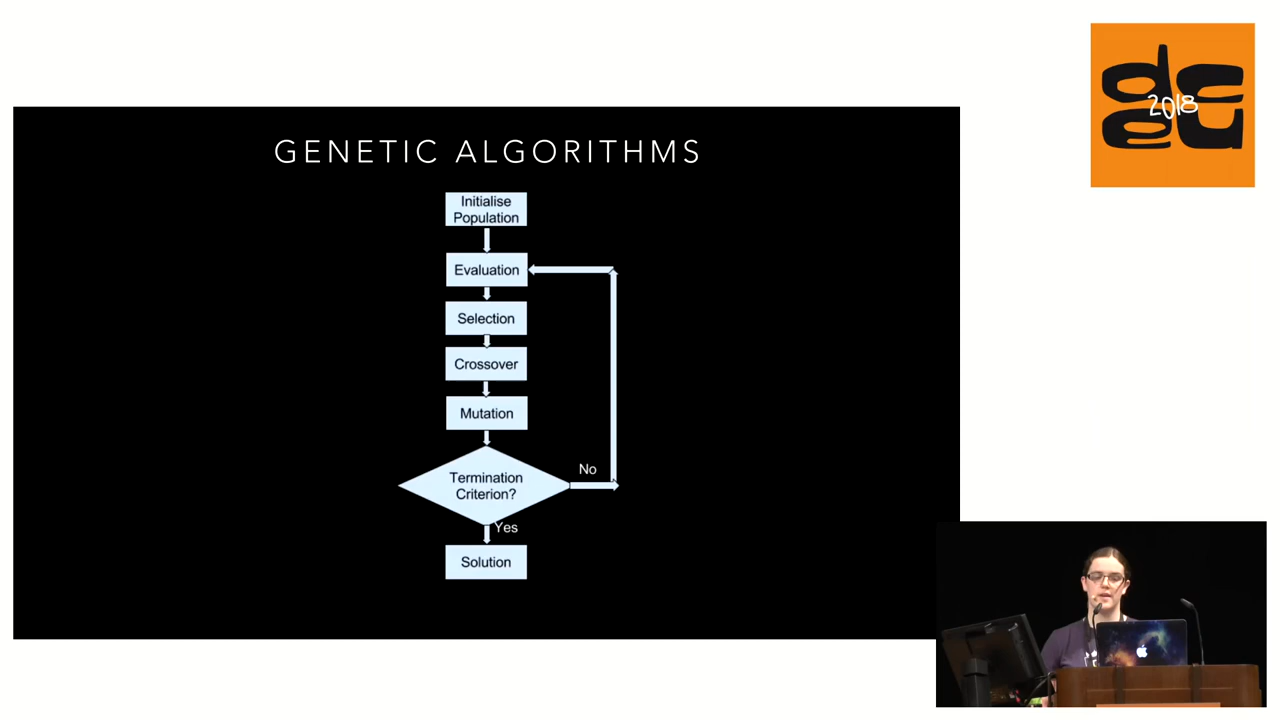 GENETIC ALGORITHMS
Initialise
Population
Evaluation
Selection
Crossover
Mutation
Termination
Criterion?
No
Yes
Solution
2018